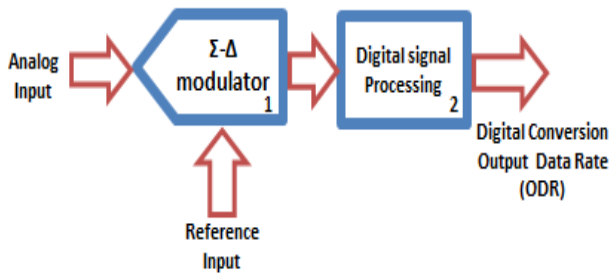 Analog
Input
Σ-Δ
modulator
1
Digital signal
Processing
2
Digital Conversion
Output Data Rate
(ODR)
Reference
Input